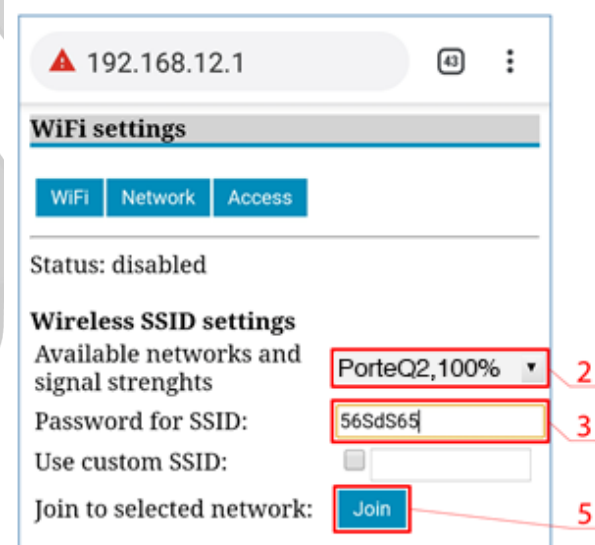 192.168.12.1 43
WiFi settings
WiFi Network Access
Status: disabled
Wireless SSID settings
Available networks and
signal strenghts
PorteQ2,100% 2
Password for SSID: 56SdS65 3
Use custom SSID:
Join to selected network: Join 5